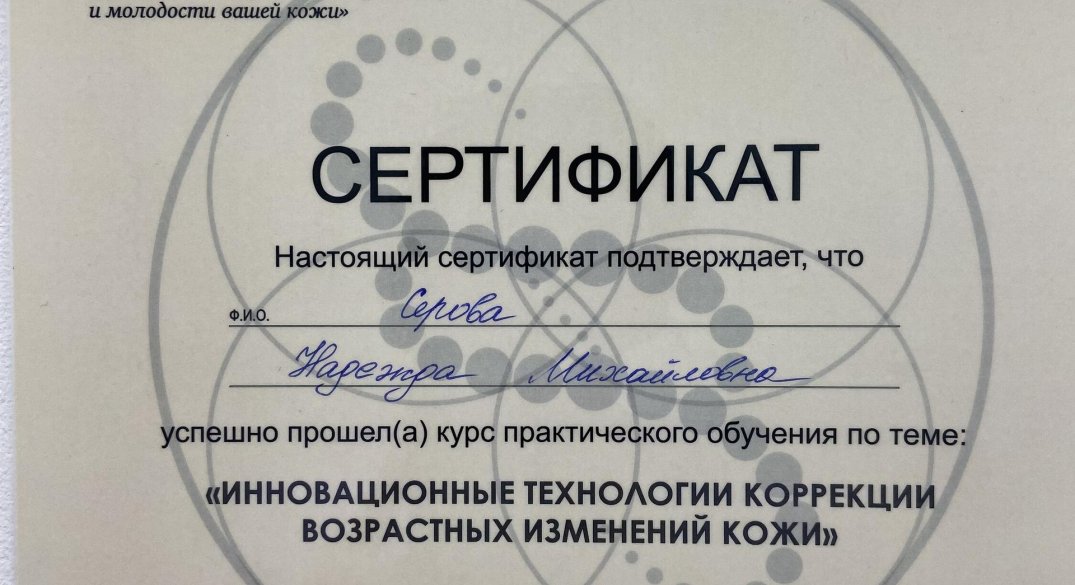 и молодости вашей кожи»
СЕРТИФИКАТ
Настоящий сертификат подтверждает, что
Ф.И.О. Серова
Надежда Михайловна
успешно прошел(а) курс практического обучения по теме:
«ИННОВАЦИОННЫЕ ТЕХНОЛОГИИ КОРРЕКЦИИ
ВОЗРАСТНЫХ ИЗМЕНЕНИЙ КОЖИ»